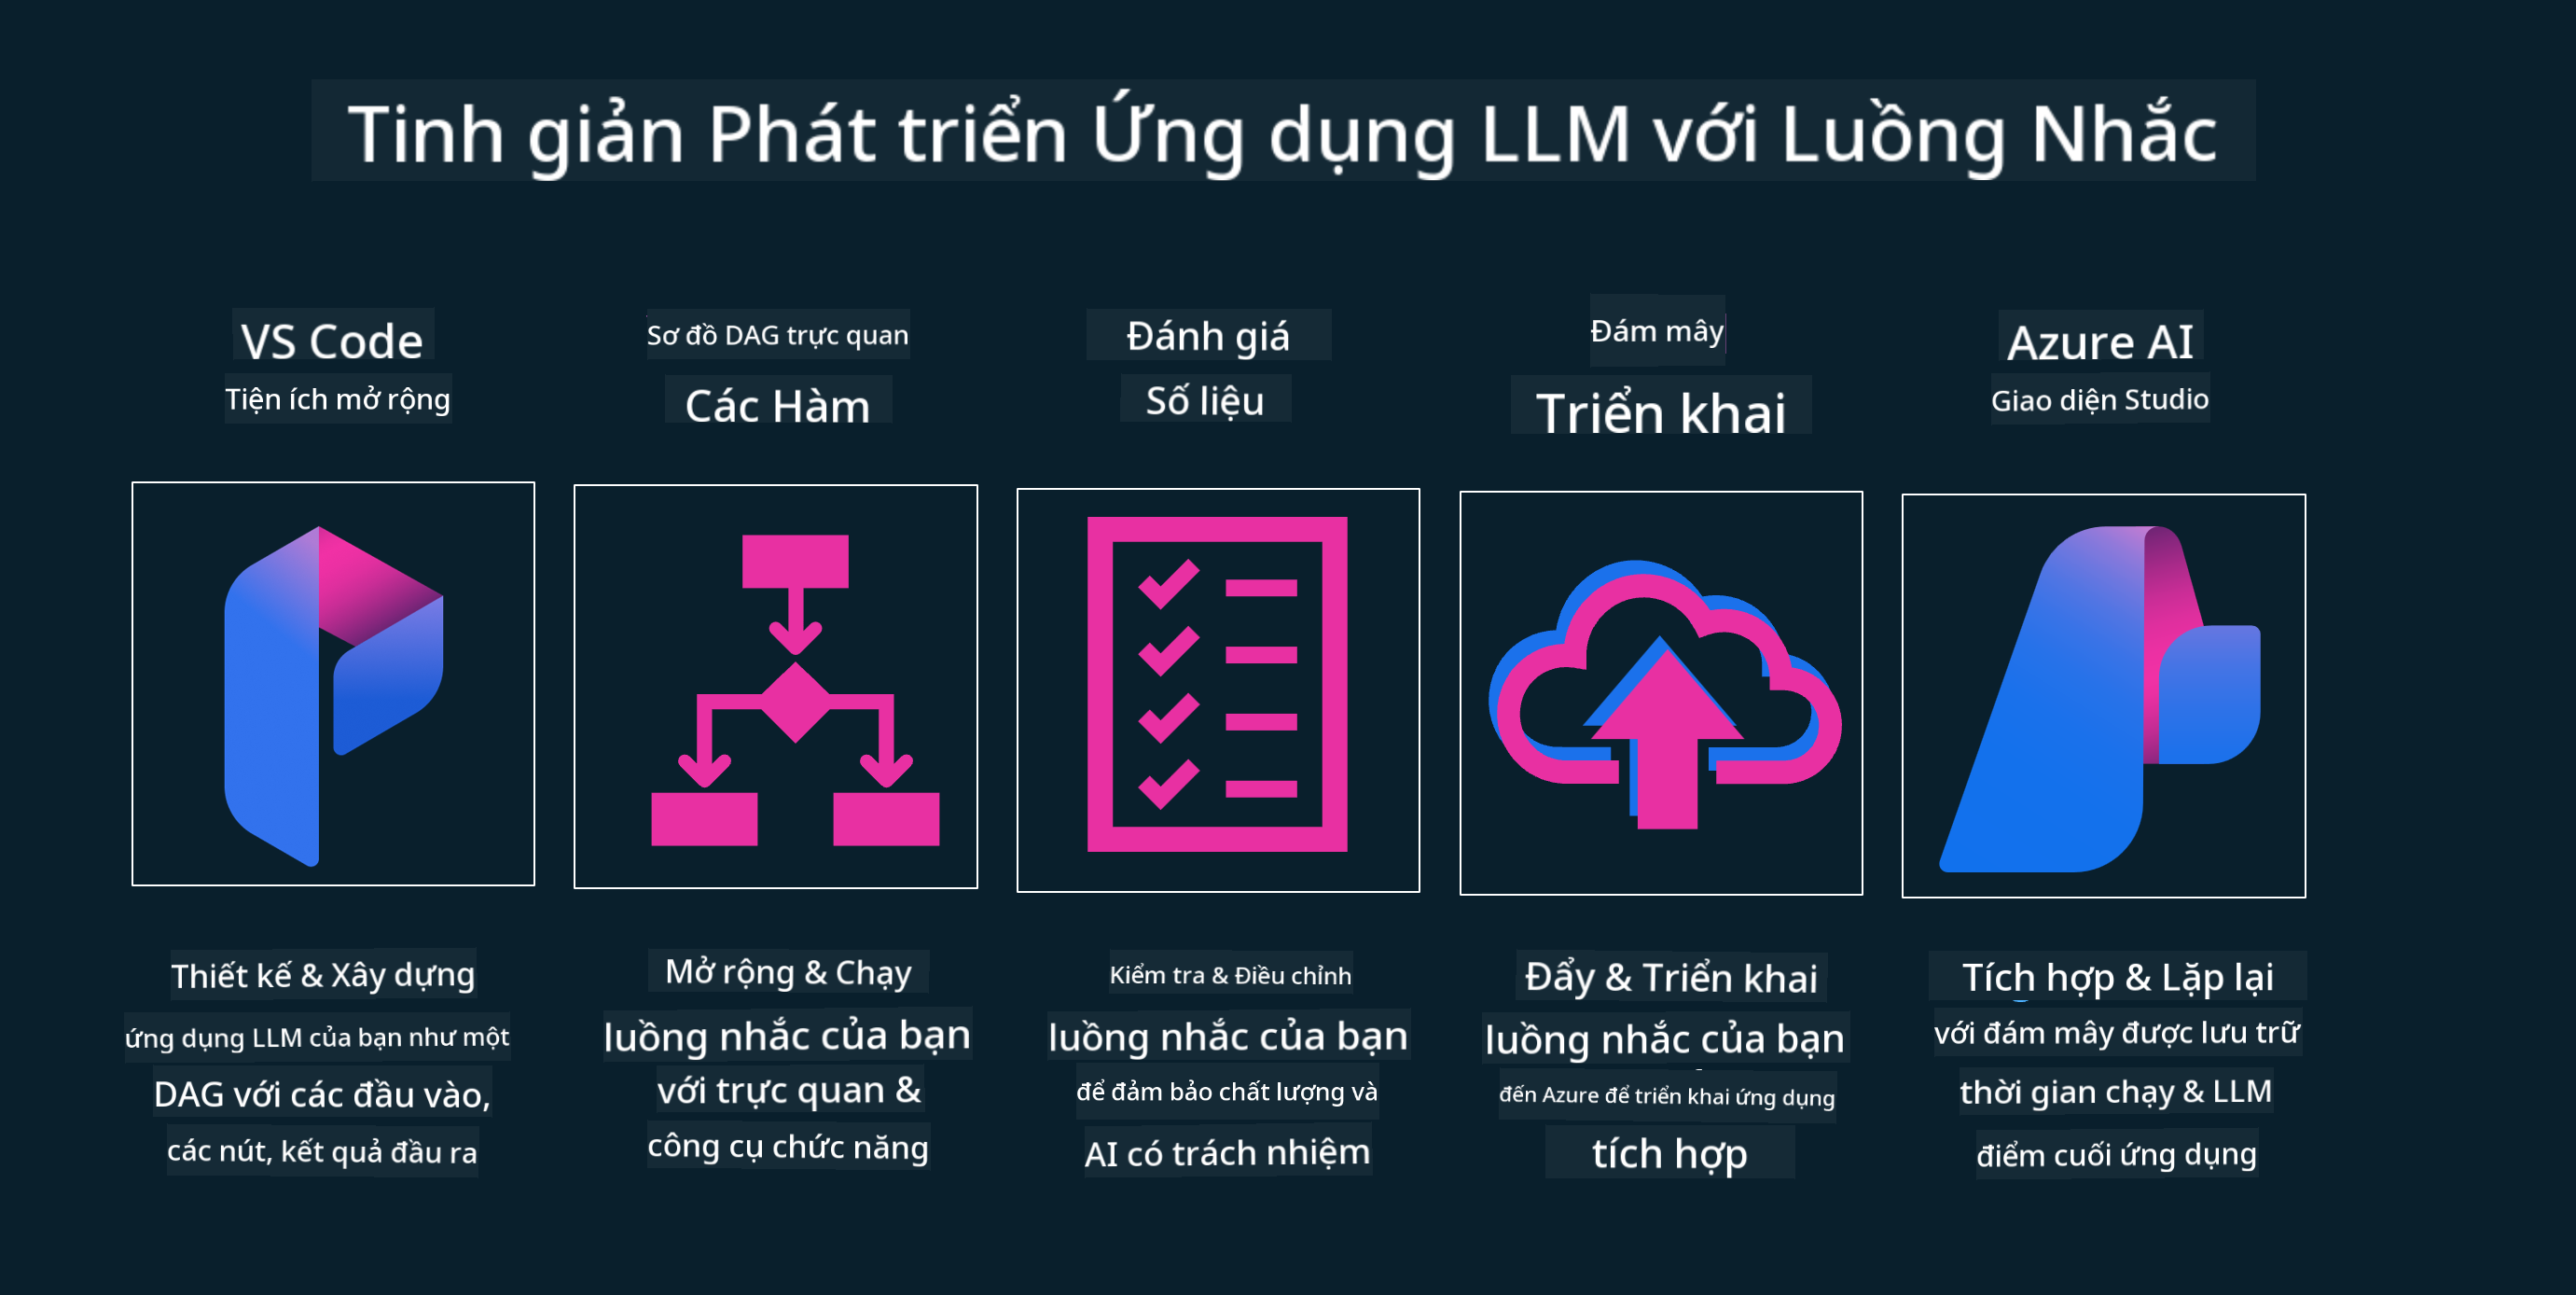 Tinh giản Phát triển Ứng dụng LLM với Luồng Nhắc
VS Code
Tiện ích mở rộng
Sơ đồ DAG trực quan
Các Hàm
Đánh giá
Số liệu
Đám mây
Triển khai
Azure AI
Giao diện Studio
Thiết kế & Xây dựng
ứng dụng LLM của bạn như một
DAG với các đầu vào,
các nút, kết quả đầu ra
Mở rộng & Chạy
luồng nhắc của bạn
với trực quan &
công cụ chức năng
Kiểm tra & Điều chỉnh
luồng nhắc của bạn
để đảm bảo chất lượng và
AI có trách nhiệm
Đẩy & Triển khai
luồng nhắc của bạn
đến Azure để triển khai ứng dụng
tích hợp
Tích hợp & Lặp lại
với đám mây được lưu trữ
thời gian chạy & LLM
điểm cuối ứng dụng